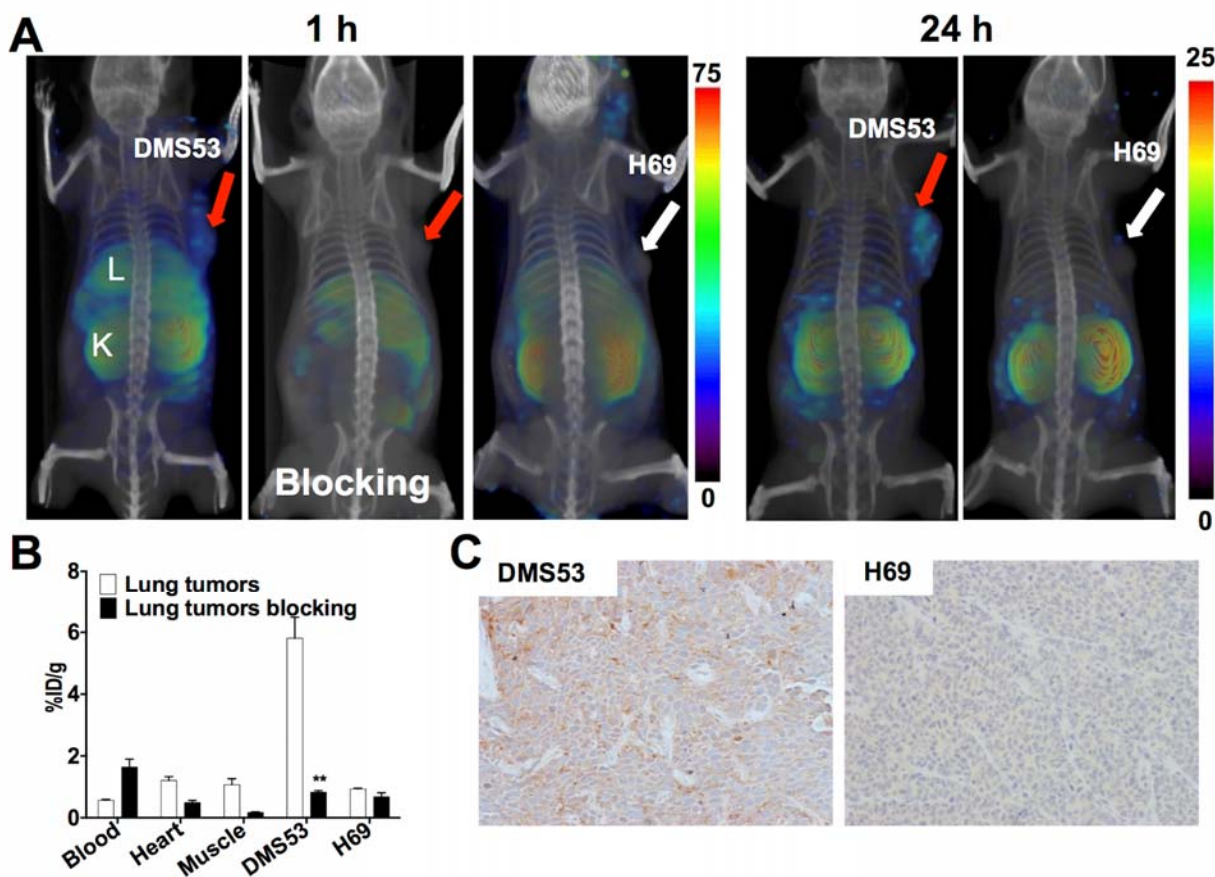 A
1 h
24 h
DMS53
L
K
Blocking
H69
75
0
DMS53
H69
25
0
B
%ID/g
8
6
4
2
0
Lung tumors
Lung tumors blocking
**
Blood
Heart
Muscle
DMS53
H69
C
DMS53
H69